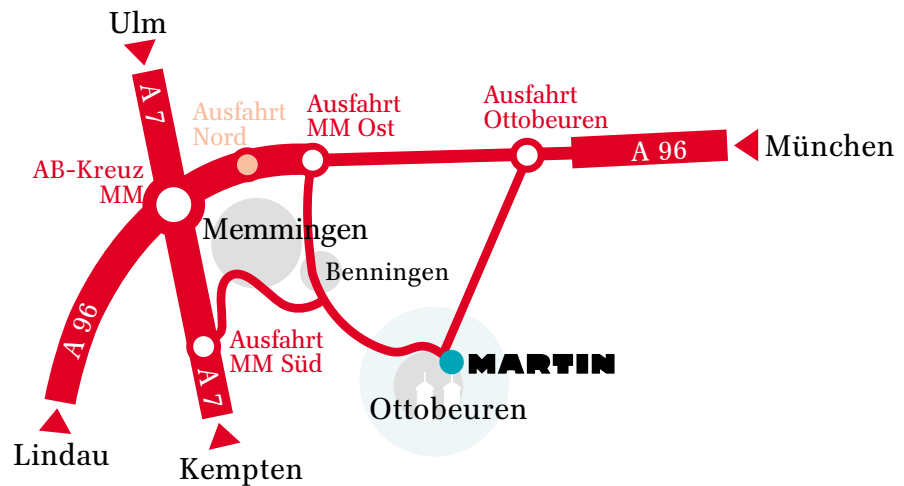 Ulm
A 7
Ausfahrt
Nord
Ausfahrt
MM Ost
Ausfahrt
Ottobeuren
A 96
München
AB-Kreuz
MM
Memmingen
Benningen
A 96
Ausfahrt
MM Süd
A 7
MARTIN
Ottobeuren
Lindau
Kempten